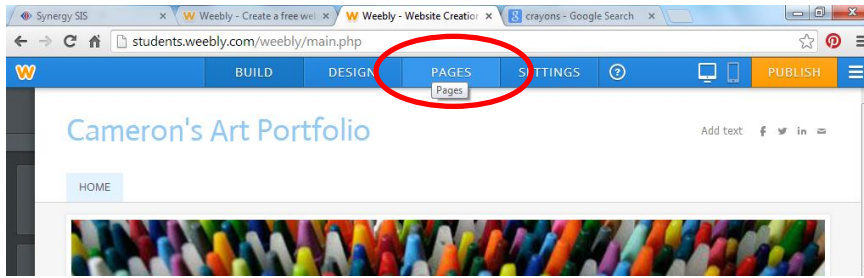 Synergy SIS
Weebly - Create a free wel
Weebly - Website Creation
crayons - Google Search
students.weebly.com/weebly/main.php
BUILD DESIGN PAGES SETTINGS ? PUBLISH
Pages
Cameron's Art Portfolio
Add text
HOME